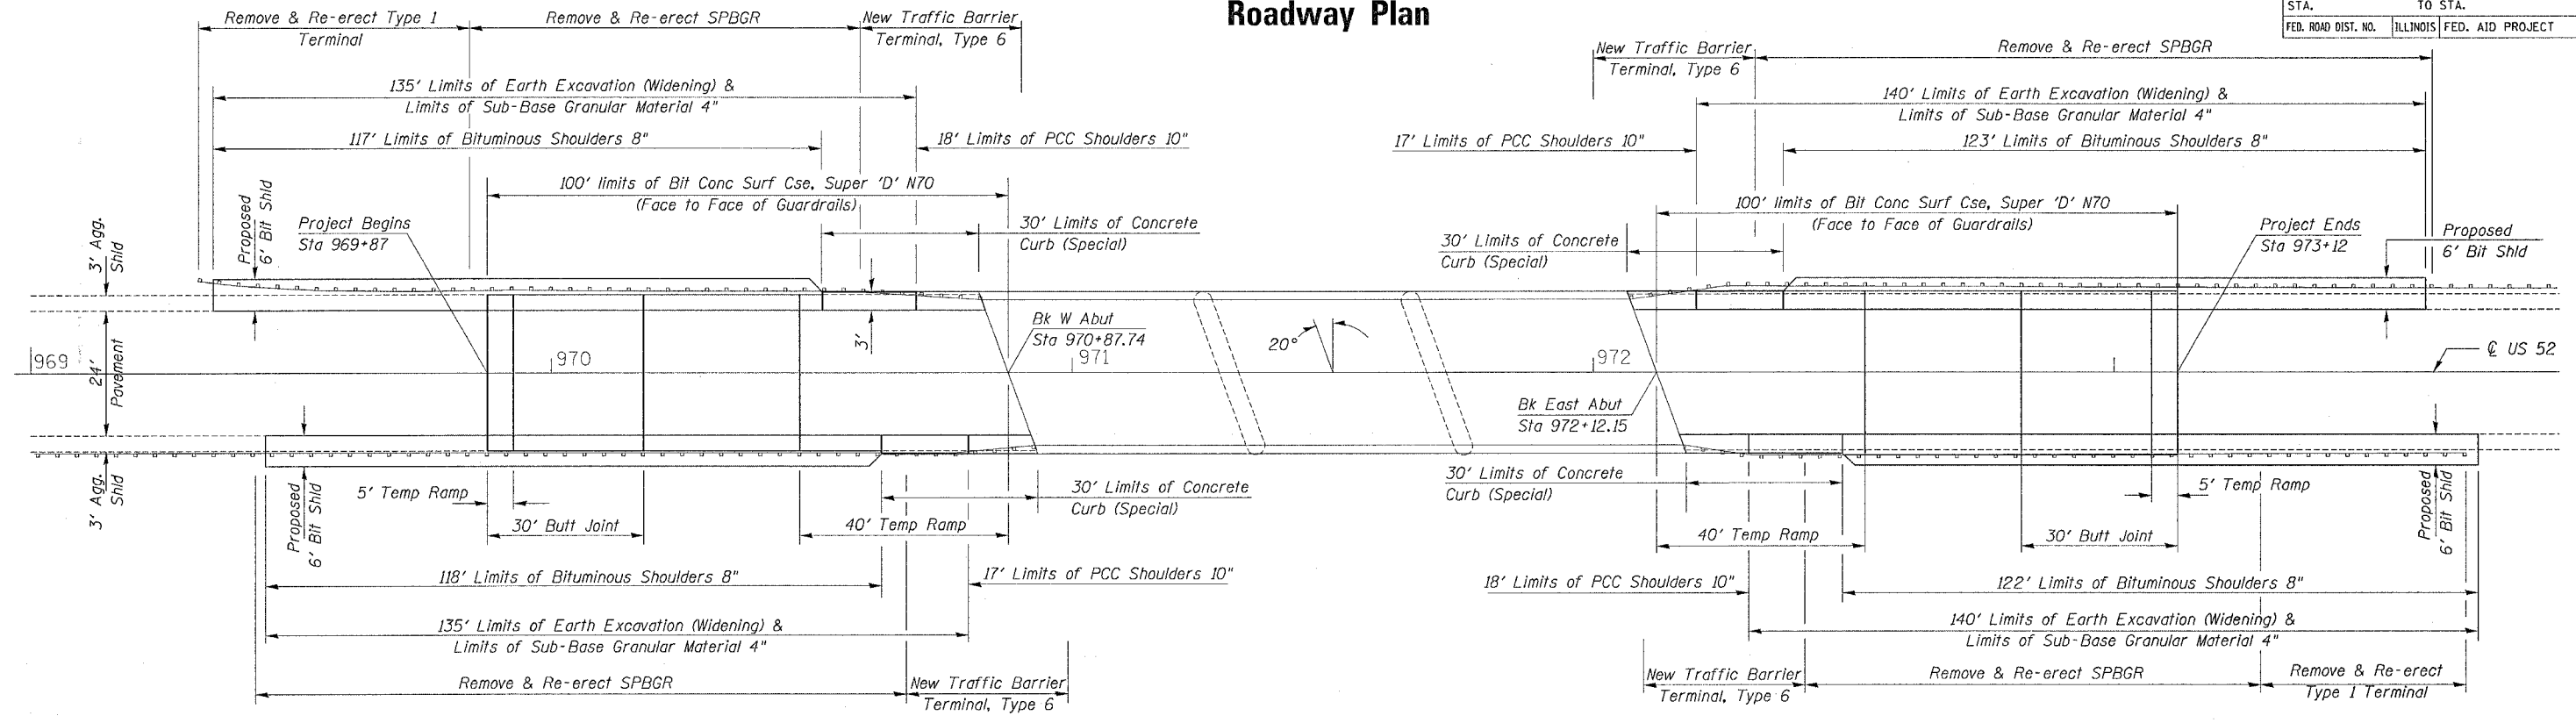 Roadway Plan
STA. TO STA.
FED. ROAD DIST. NO. ILLINOIS FED. AID PROJECT
Remove & Re-erect Type 1
Terminal
Remove & Re-erect SPBGR
New Traffic Barrier
Terminal, Type 6
135' Limits of Earth Excavation (Widening) &
Limits of Sub-Base Granular Material 4"
117' Limits of Bituminous Shoulders 8"
18' Limits of PCC Shoulders 10"
100' limits of Bit Conc Surf Cse, Super 'D' N70
(Face to Face of Guardrails)
30' Limits of Concrete
Curb (Special)
Project Begins
Sta 969+87
Proposed
6' Bit Shld
3' Agg.
Shld
New Traffic Barrier
Terminal, Type 6
Remove & Re-erect SPBGR
140' Limits of Earth Excavation (Widening) &
Limits of Sub-Base Granular Material 4"
17' Limits of PCC Shoulders 10"
123' Limits of Bituminous Shoulders 8"
100' limits of Bit Conc Surf Cse, Super 'D' N70
(Face to Face of Guardrails)
30' Limits of Concrete
Curb (Special)
Project Ends
Sta 973+12
Proposed
6' Bit Shld
3'
Bk W Abut
Sta 970+87.74
20°
969
970
971
972
24'
Pavement
℄ US 52
Bk East Abut
Sta 972+12.15
3' Agg.
Shld
Proposed
6' Bit Shld
5' Temp Ramp
30' Butt Joint
40' Temp Ramp
30' Limits of Concrete
Curb (Special)
118' Limits of Bituminous Shoulders 8"
17' Limits of PCC Shoulders 10"
135' Limits of Earth Excavation (Widening) &
Limits of Sub-Base Granular Material 4"
Remove & Re-erect SPBGR
New Traffic Barrier
Terminal, Type 6
30' Limits of Concrete
Curb (Special)
5' Temp Ramp
Proposed
6' Bit Shld
40' Temp Ramp
30' Butt Joint
18' Limits of PCC Shoulders 10"
122' Limits of Bituminous Shoulders 8"
140' Limits of Earth Excavation (Widening) &
Limits of Sub-Base Granular Material 4"
New Traffic Barrier
Terminal, Type 6
Remove & Re-erect SPBGR
Remove & Re-erect
Type 1 Terminal